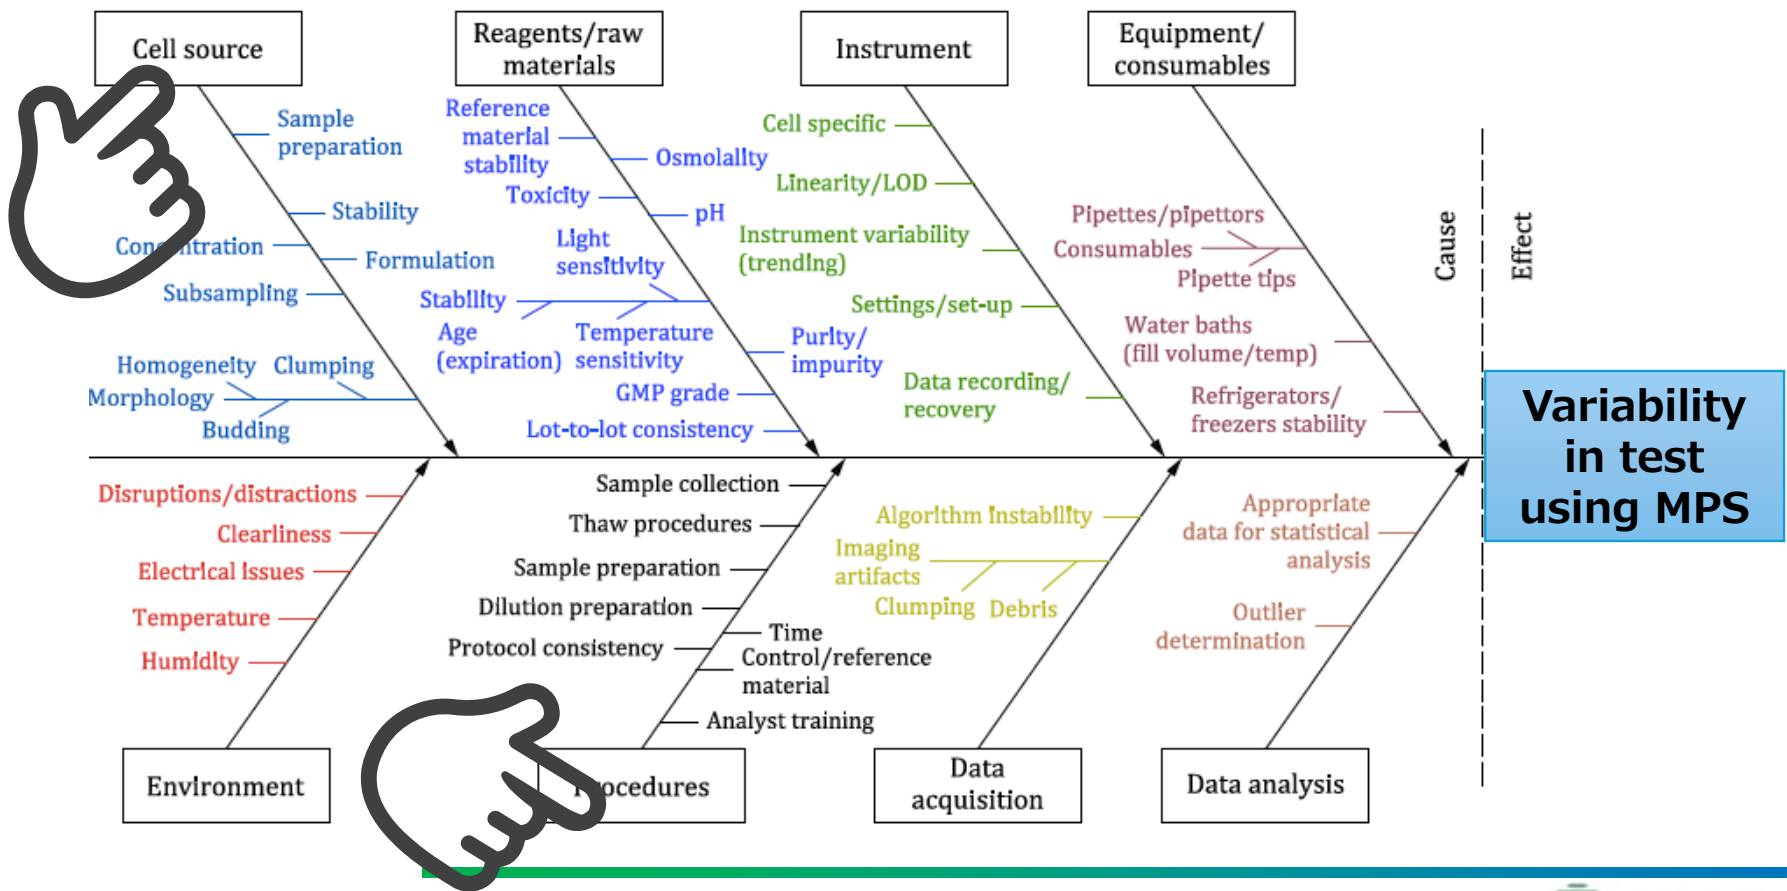 Cell source
Reagents/raw
materials
Instrument
Equipment/
consumables
Sample
preparation
Stability
Concentration
Formulation
Subsampling
Homogeneity
Clumping
Morphology
Budding
Reference
material
stability
Osmolality
Toxicity
pH
Light
sensitivity
Stability
Age
(expiration)
Temperature
sensitivity
Purity/
impurity
GMP grade
Lot-to-lot consistency
Cell specific
Linearity/LOD
Instrument variability
(trending)
Settings/set-up
Data recording/
recovery
Pipettes/pipettors
Consumables
Pipette tips
Water baths
(fill volume/temp)
Refrigerators/
freezers stability
Cause
Effect
Variability
in test
using MPS
Disruptions/distractions
Clearliness
Electrical issues
Temperature
Humidity
Sample collection
Thaw procedures
Sample preparation
Dilution preparation
Time
Protocol consistency
Control/reference
material
Analyst training
Algorithm instability
Imaging
artifacts
Clumping
Debris
Appropriate
data for statistical
analysis
Outlier
determination
Environment
Procedures
Data
acquisition
Data analysis